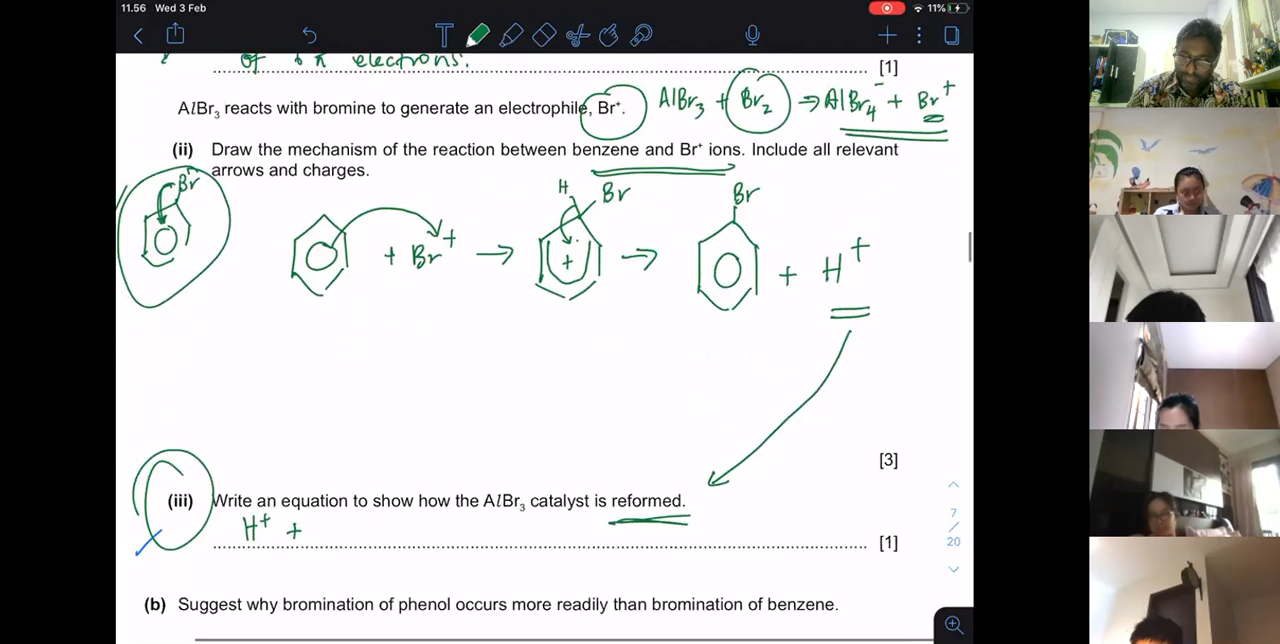 11.56 Wed 3 Feb
11%
T
of 6 π electrons.
[1]
AlBr₃ reacts with bromine to generate an electrophile, Br⁺.
AlBr₃ + Br₂ ⇒ AlBr₄⁻ + Br⁺
(ii) Draw the mechanism of the reaction between benzene and Br⁺ ions. Include all relevant
arrows and charges.
Br
H
Br
Br
+ Br⁺ → + → + H⁺
[3]
(iii) Write an equation to show how the AlBr₃ catalyst is reformed.
H⁺ +
[1]
7
/
20
(b) Suggest why bromination of phenol occurs more readily than bromination of benzene.